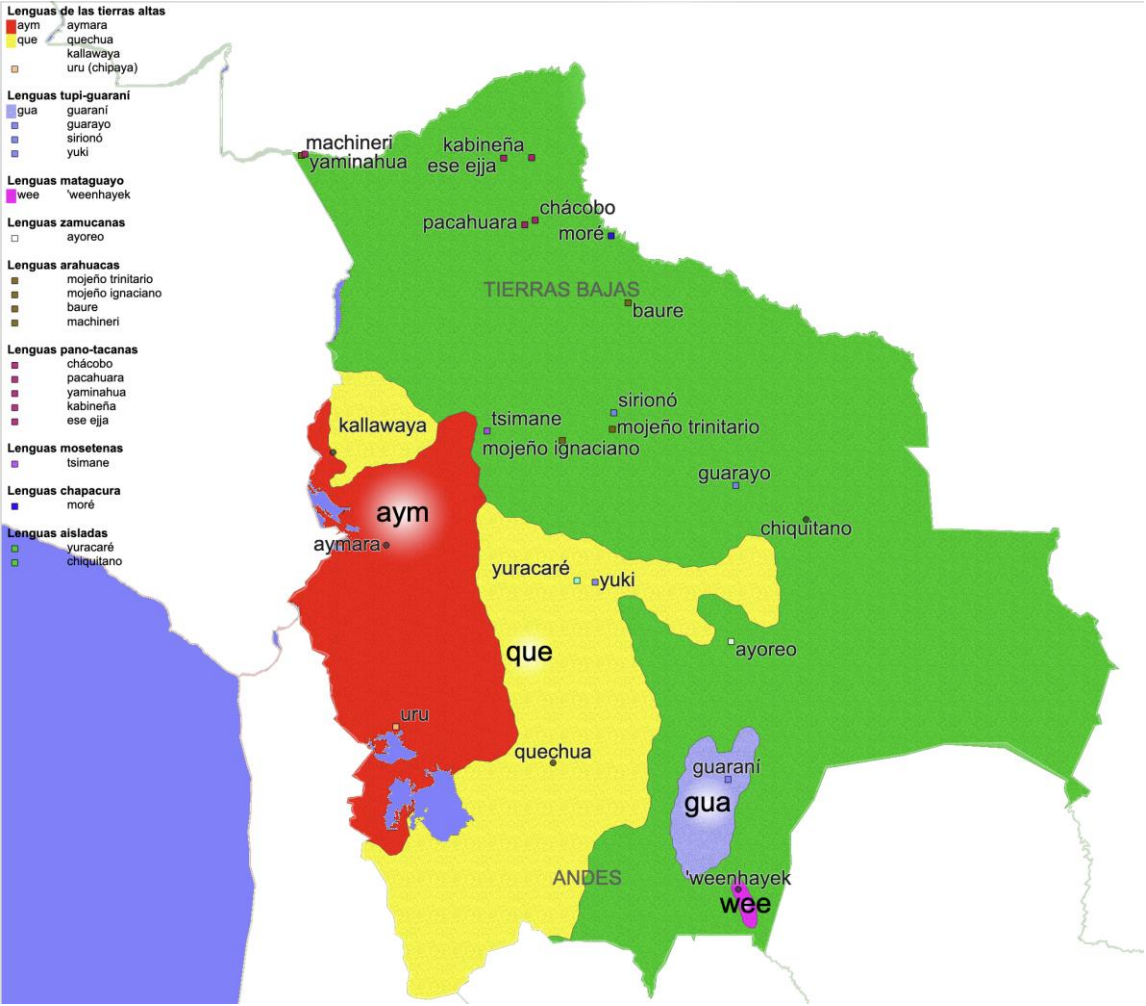 Lenguas de las tierras altas
aym aymara
que quechua
kallawaya
uru (chipaya)
Lenguas tupi-guaraní
gua guaraní
guarayo
sirionó
yuki
Lenguas mataguayo
wee 'weenhayek
Lenguas zamucanas
ayoreo
Lenguas arahuacas
mojeño trinitario
mojeño ignaciano
baure
machineri
Lenguas pano-tacanas
chácobo
pacahuara
yaminahua
kabineña
ese ejja
Lenguas mosetenas
tsimane
Lenguas chapacura
moré
Lenguas aisladas
yuracaré
chiquitano
machineri
yaminahua
kabineña
ese ejja
chácobo
pacahuara
moré
TIERRAS BAJAS
baure
sirionó
kallawaya
tsimane
mojeño trinitario
mojeño ignaciano
guarayo
aym
chiquitano
aymara
yuracaré
yuki
que
ayoreo
uru
quechua
guaraní
gua
ANDES
'weenhayek
wee